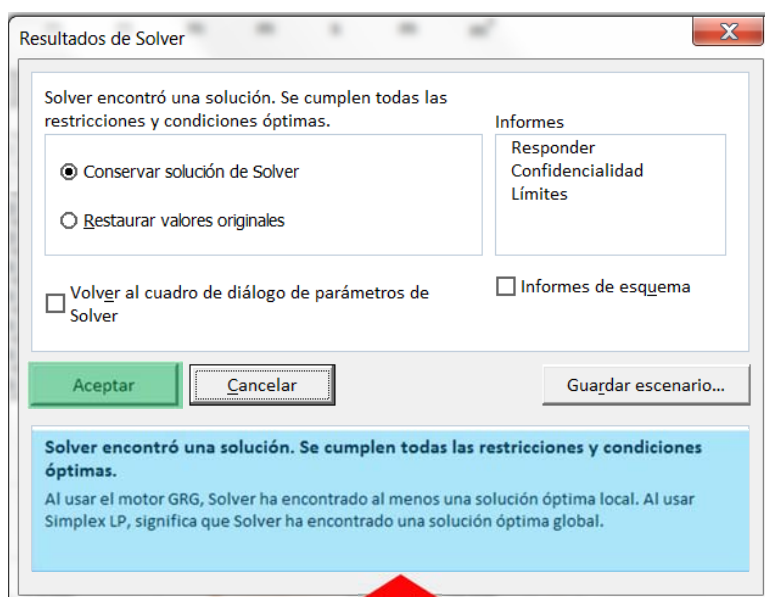 Resultados de Solver
Solver encontró una solución. Se cumplen todas las
restricciones y condiciones óptimas.
Conservar solución de Solver
Restaurar valores originales
Informes
Responder
Confidencialidad
Límites
Volver al cuadro de diálogo de parámetros de
Solver
Informes de esquema
Aceptar
Cancelar
Guardar escenario...
Solver encontró una solución. Se cumplen todas las restricciones y condiciones
óptimas.
Al usar el motor GRG, Solver ha encontrado al menos una solución óptima local. Al usar
Simplex LP, significa que Solver ha encontrado una solución óptima global.